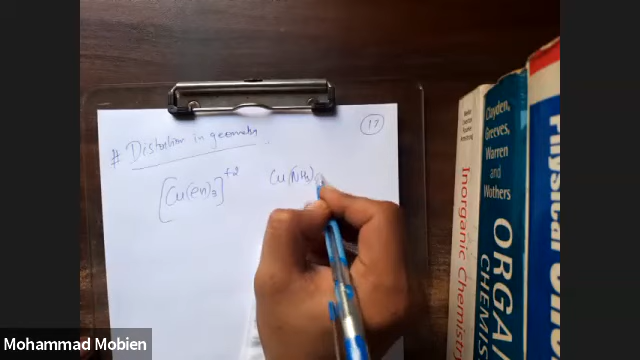 17
# Distortion in geometry
[Cu(en)3]+2 Cu(NH3)
Inorganic Chemistry
Clayden,
Greeves,
Warren
and
Wothers
ORGA
CHEMIS
Physical
Mohammad Mobien